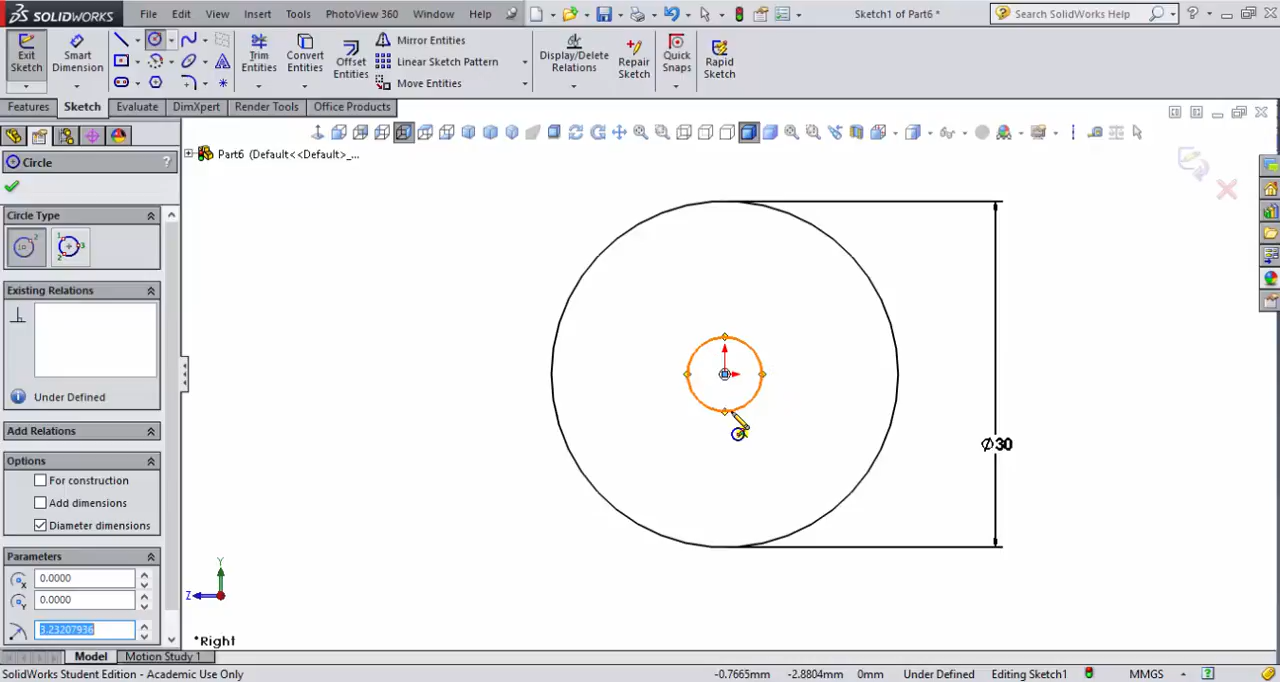 SOLIDWORKS File Edit View Insert Tools PhotoView 360 Window Help Sketch1 of Part6 * Search SolidWorks Help
Exit Sketch
Smart Dimension
Trim Entities
Convert Entities
Offset Entities
Mirror Entities
Linear Sketch Pattern
Move Entities
Display/Delete Relations
Repair Sketch
Quick Snaps
Rapid Sketch
Features Sketch Evaluate DimXpert Render Tools Office Products
Part6 (Default<<Default>_...
Circle ?
Circle Type
Existing Relations
Under Defined
Add Relations
Options
For construction
Add dimensions
Diameter dimensions
Parameters
0.0000
0.0000
3.23207936
Ø30
Y
Z
*Right
Model Motion Study 1
SolidWorks Student Edition - Academic Use Only -0.7665mm -2.8804mm 0mm Under Defined Editing Sketch1 MMGS